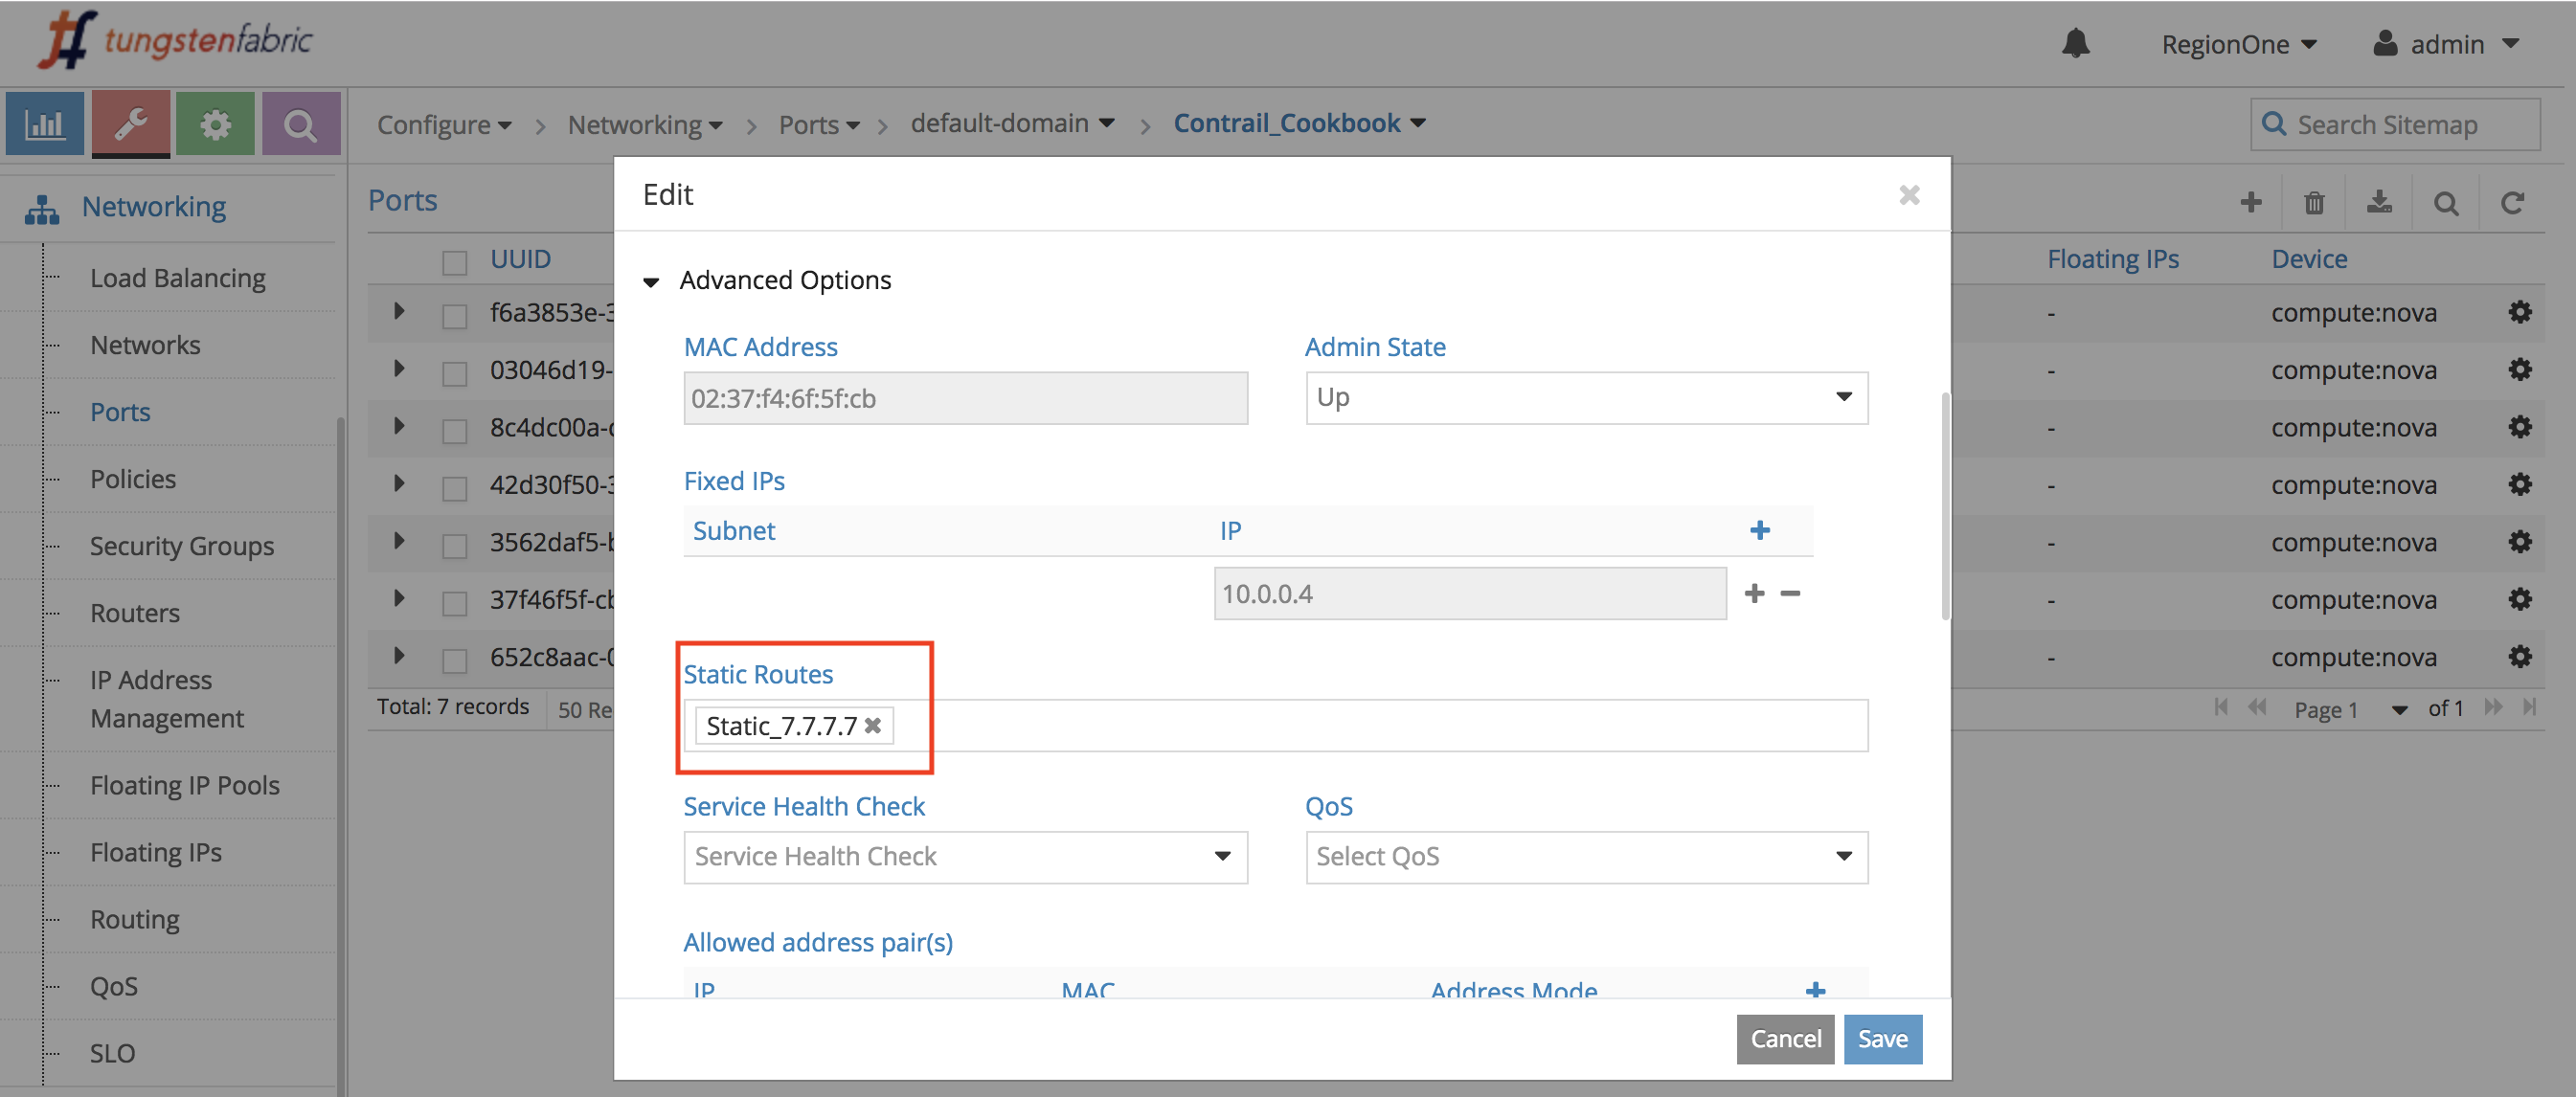 tungstenfabric
RegionOne
admin
Configure > Networking > Ports > default-domain > Contrail_Cookbook
Search Sitemap
Networking
Load Balancing
Networks
Ports
Policies
Security Groups
Routers
IP Address
Management
Floating IP Pools
Floating IPs
Routing
QoS
SLO
Ports
UUID
Floating IPs
Device
f6a3853e-3
- compute:nova
03046d19-
- compute:nova
8c4dc00a-
- compute:nova
42d30f50-3
- compute:nova
3562daf5-b
- compute:nova
37f46f5f-cb
- compute:nova
652c8aac-0
- compute:nova
Total: 7 records
50 Re
Page 1
of 1
Edit
Advanced Options
MAC Address
02:37:f4:6f:5f:cb
Admin State
Up
Fixed IPs
Subnet
IP
10.0.0.4
Static Routes
Static_7.7.7.7
Service Health Check
Service Health Check
QoS
Select QoS
Allowed address pair(s)
IP
MAC
Address Mode
Cancel
Save